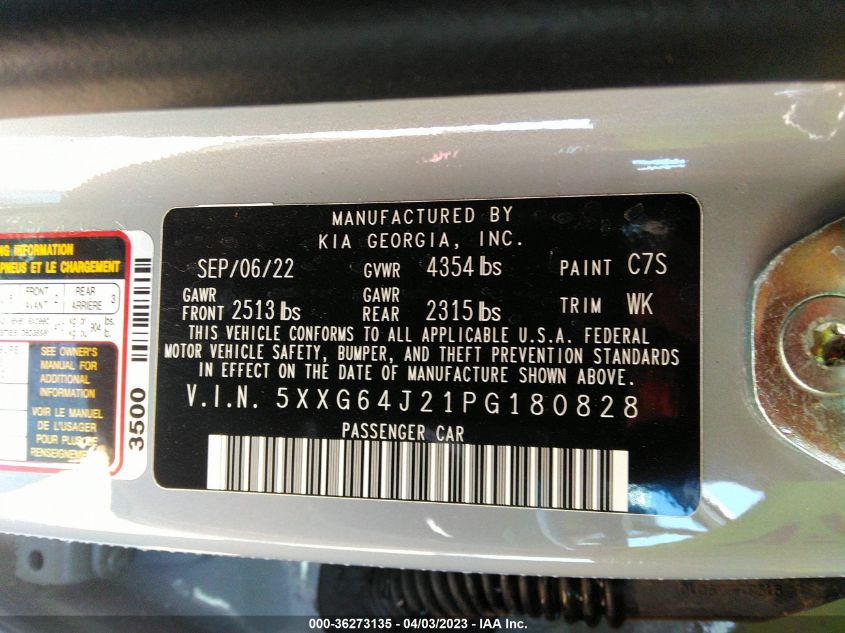 MANUFACTURED BY
KIA GEORGIA, INC.
SEP/06/22 GVWR 4354 lbs PAINT C7S
GAWR FRONT 2513 lbs GAWR REAR 2315 lbs TRIM WK
THIS VEHICLE CONFORMS TO ALL APPLICABLE U.S.A. FEDERAL
MOTOR VEHICLE SAFETY, BUMPER, AND THEFT PREVENTION STANDARDS
IN EFFECT ON THE DATE OF MANUFACTURE SHOWN ABOVE.
V.I.N. 5XXG64J21PG180828
PASSENGER CAR
INFORMATION
PNEUS ET LE CHARGEMENT
FRONT AVANT 2 REAR ARRIÈRE 3
SEE OWNER'S
MANUAL FOR
ADDITIONAL
INFORMATION
VOIR LE MANUEL
DE L'USAGER
POUR PLUS DE
RENSEIGNEMENTS
3500
000-36273135 - 04/03/2023 - IAA Inc.